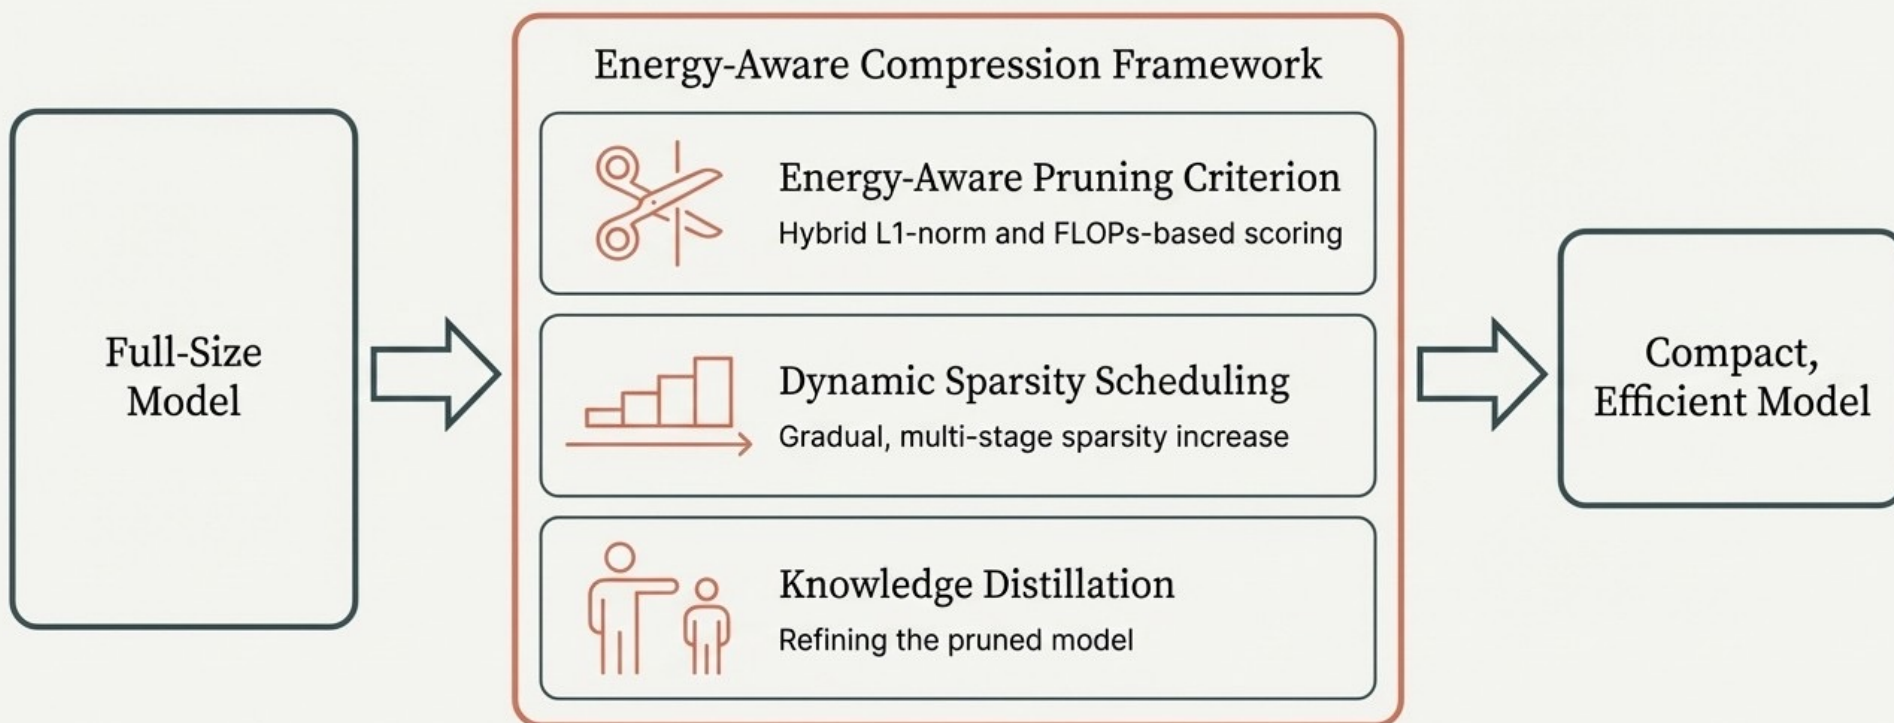 Full-Size
Model
Energy-Aware Compression Framework
Energy-Aware Pruning Criterion
Hybrid L1-norm and FLOPs-based scoring
Dynamic Sparsity Scheduling
Gradual, multi-stage sparsity increase
Knowledge Distillation
Refining the pruned model
Compact,
Efficient Model